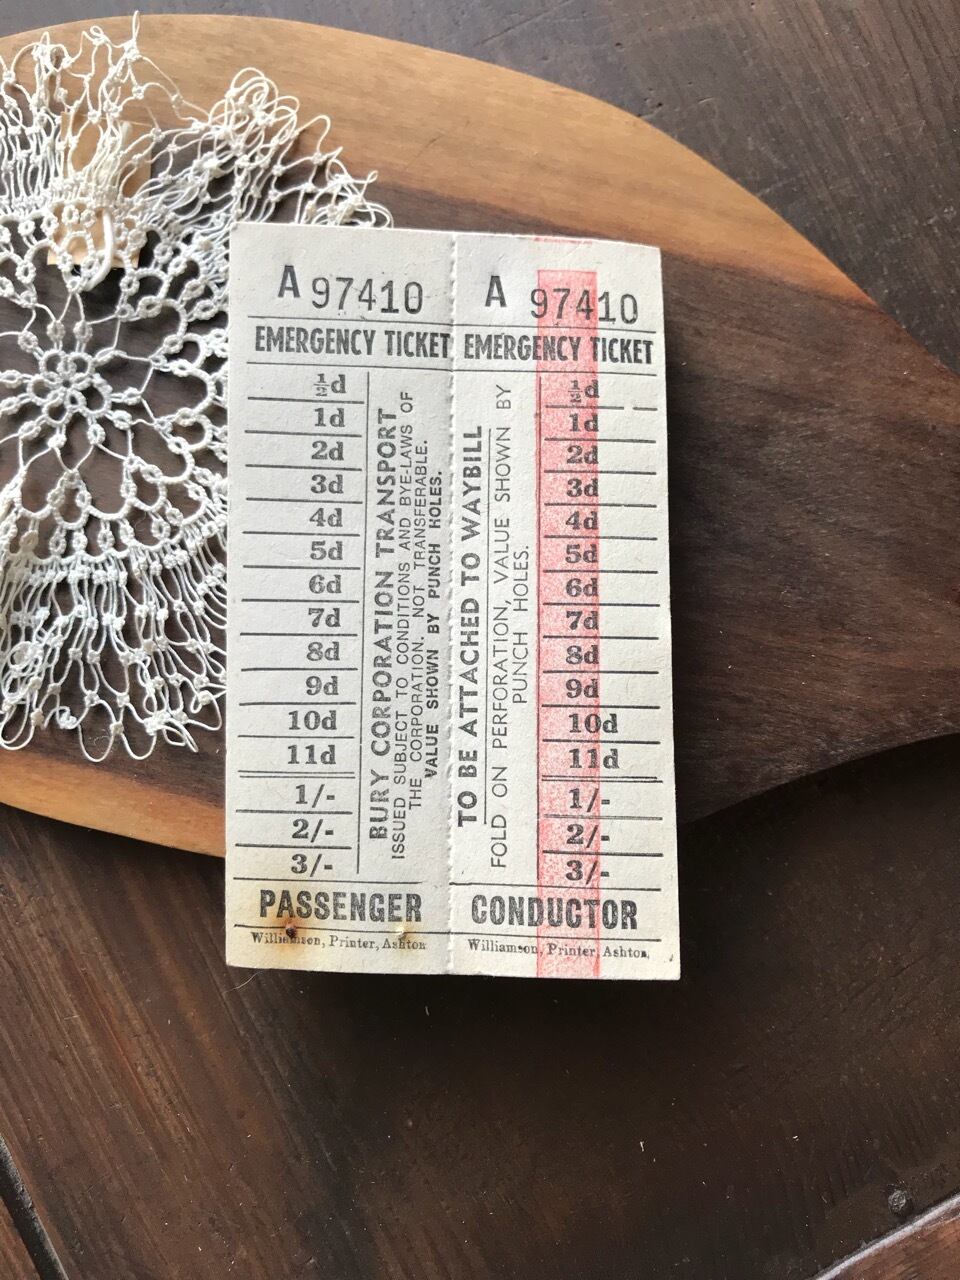 A 97410
EMERGENCY TICKET
½d
1d
2d
3d
4d
5d
6d
7d
8d
9d
10d
11d
1/-
2/-
3/-
BURY CORPORATION TRANSPORT
ISSUED SUBJECT TO CONDITIONS AND BYE-LAWS OF
THE CORPORATION. NOT TRANSFERABLE.
VALUE SHOWN BY PUNCH HOLES.
PASSENGER
Williamson, Printer, Ashton
A 97410
EMERGENCY TICKET
TO BE ATTACHED TO WAYBILL
FOLD ON PERFORATION, VALUE SHOWN BY
PUNCH HOLES.
½d
1d
2d
3d
4d
5d
6d
7d
8d
9d
10d
11d
1/-
2/-
3/-
CONDUCTOR
Williamson, Printer, Ashton.